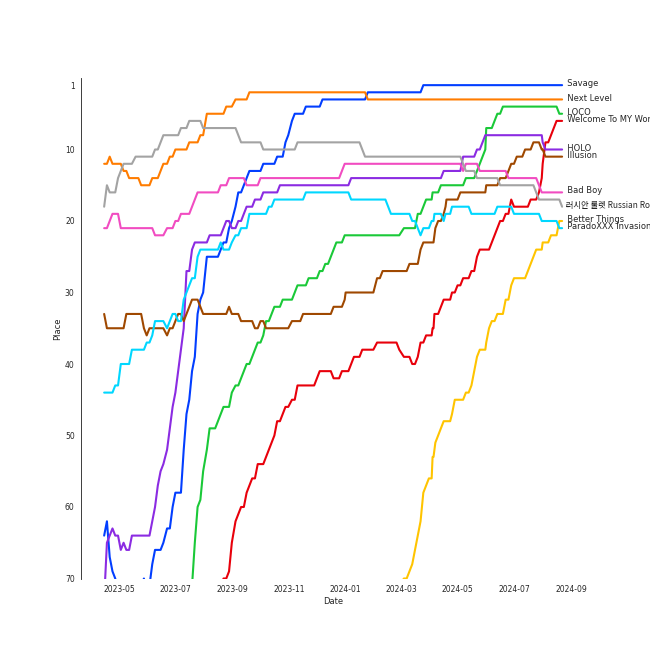 Savage
1
Next Level
LOCO
Welcome To MY Wor
HOLO
10
Illusion
Bad Boy
러시안 룰렛 Russian Ro
Better Things
20
ParadoXXX Invasion
30
Place
40
50
60
70
2023-05 2023-07 2023-09 2023-11 2024-01 2024-03 2024-05 2024-07 2024-09
Date